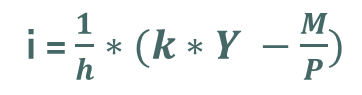 i = 1/h * (k * Y − M/P)